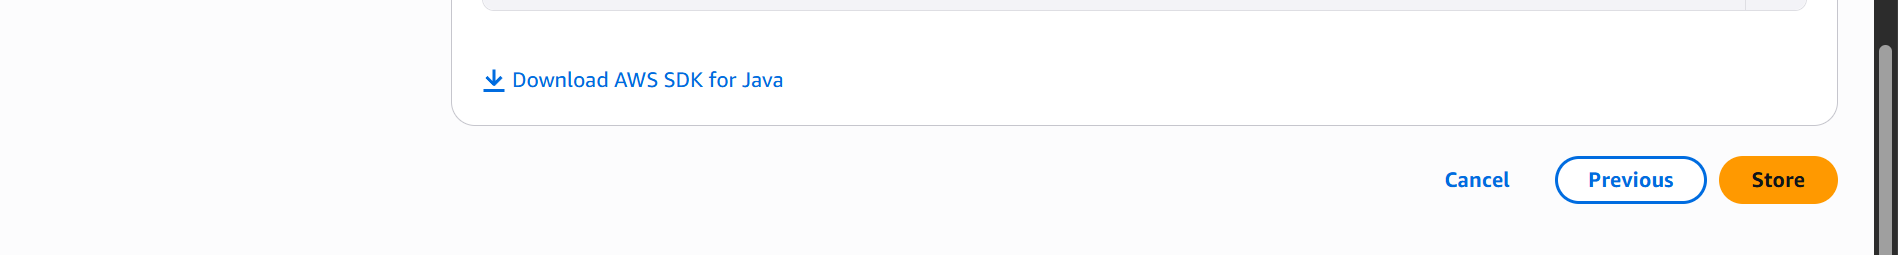 Download AWS SDK for Java
Cancel Previous Store